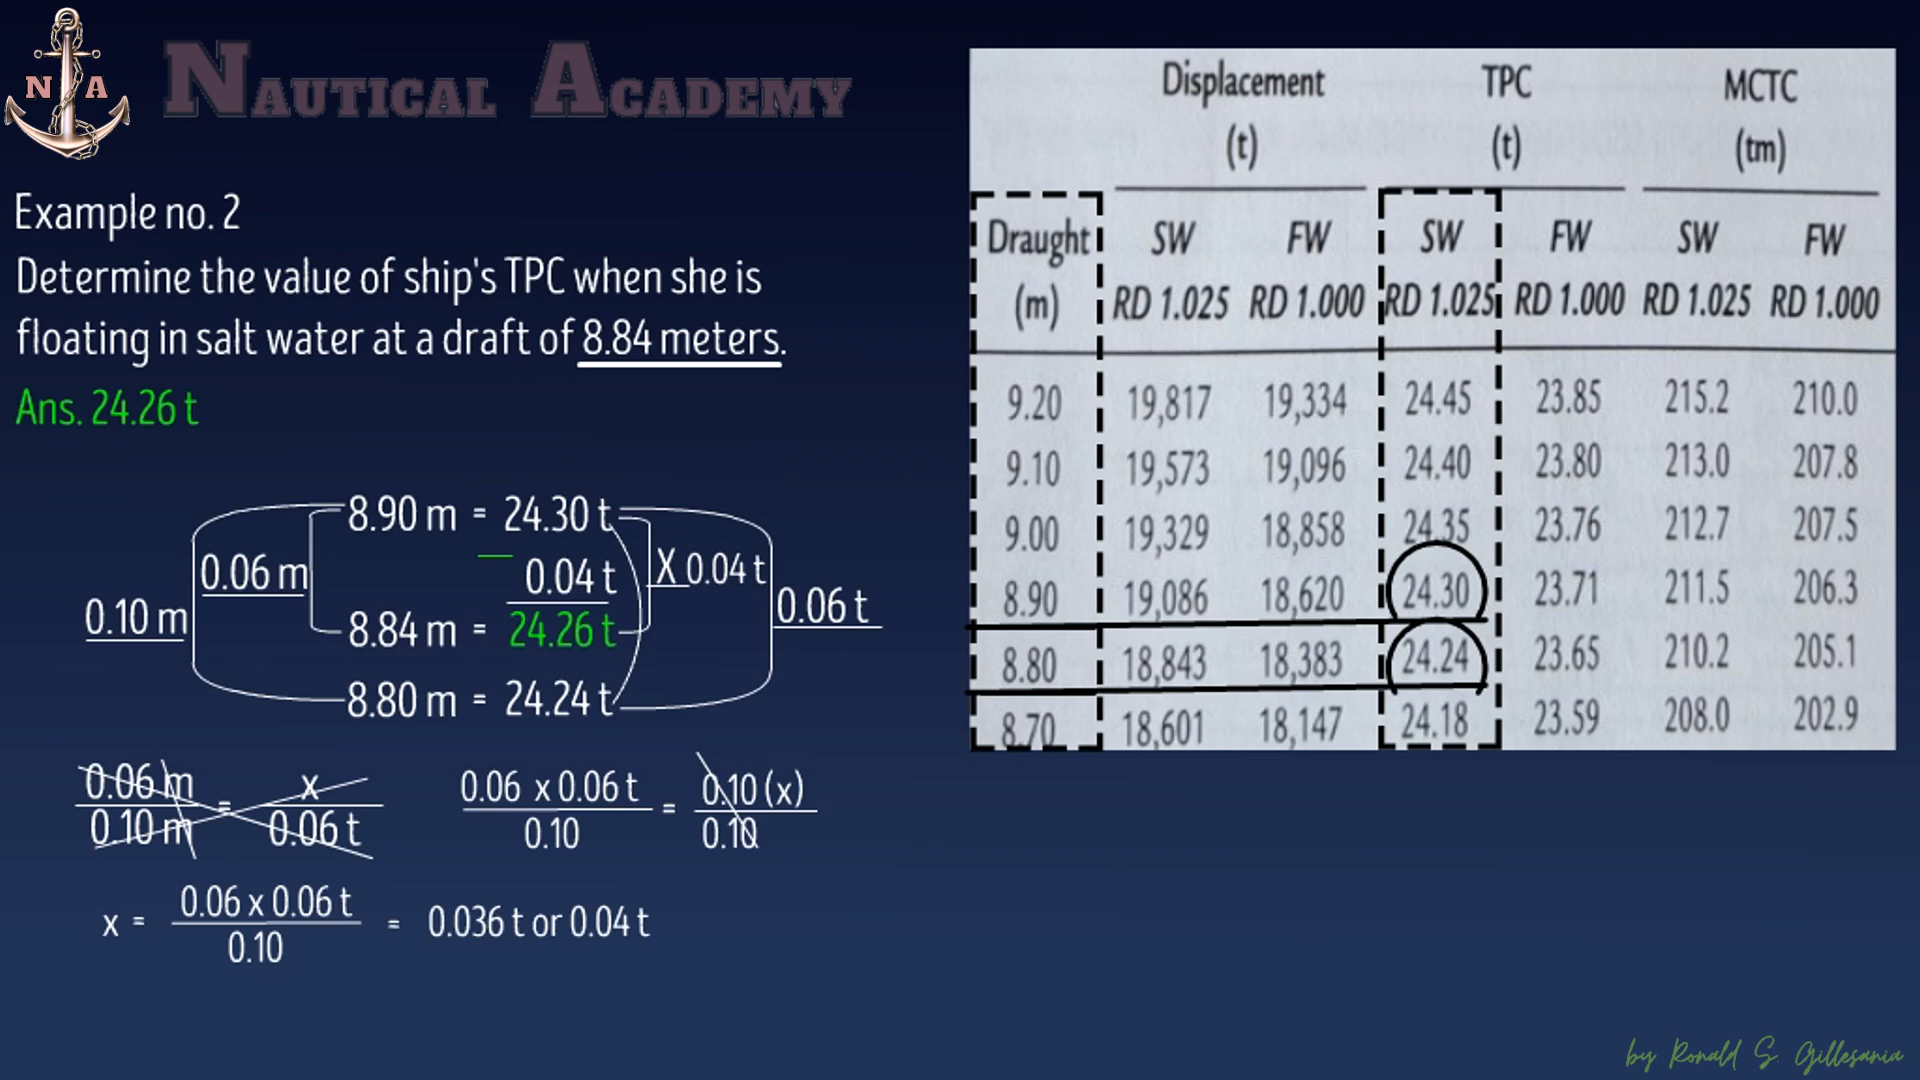 N A
NAUTICAL ACADEMY
Example no. 2
Determine the value of ship's TPC when she is
floating in salt water at a draft of 8.84 meters.
Ans. 24.26 t
8.90 m = 24.30 t
0.06 m
— 0.04 t
X 0.04 t
0.10 m
0.06 t
8.84 m = 24.26 t
8.80 m = 24.24 t
0.06 m = x
0.10 m 0.06 t
0.06 x 0.06 t = 0.10 (x)
0.10 0.10
x = 0.06 x 0.06 t = 0.036 t or 0.04 t
0.10
Displacement TPC MCTC
(t) (t) (tm)
Draught SW FW SW FW SW FW
(m) RD 1.025 RD 1.000 RD 1.025 RD 1.000 RD 1.025 RD 1.000
9.20 19,817 19,334 24.45 23.85 215.2 210.0
9.10 19,573 19,096 24.40 23.80 213.0 207.8
9.00 19,329 18,858 24.35 23.76 212.7 207.5
8.90 19,086 18,620 24.30 23.71 211.5 206.3
8.80 18,843 18,383 24.24 23.65 210.2 205.1
8.70 18,601 18,147 24.18 23.59 208.0 202.9
by Ronald S. Gillesania